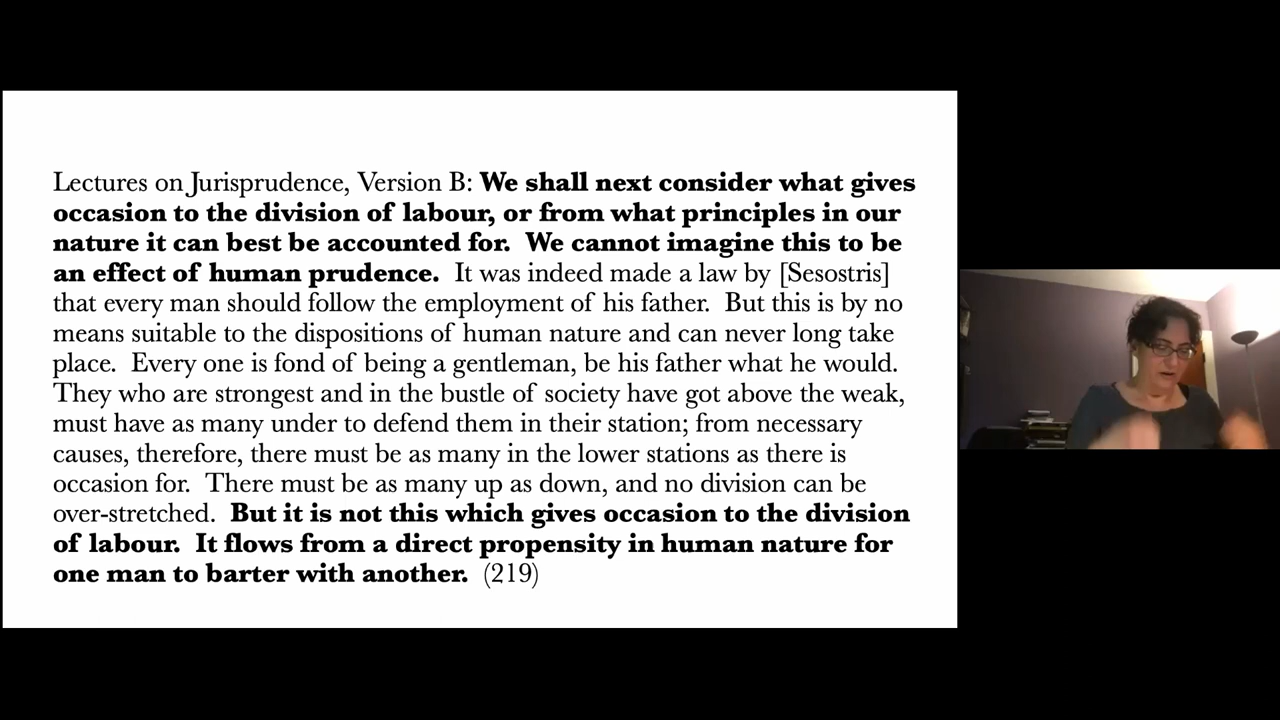 Lectures on Jurisprudence, Version B: We shall next consider what gives
occasion to the division of labour, or from what principles in our
nature it can best be accounted for.  We cannot imagine this to be
an effect of human prudence.  It was indeed made a law by [Sesostris]
that every man should follow the employment of his father.  But this is by no
means suitable to the dispositions of human nature and can never long take
place.  Every one is fond of being a gentleman, be his father what he would.
They who are strongest and in the bustle of society have got above the weak,
must have as many under to defend them in their station; from necessary
causes, therefore, there must be as many in the lower stations as there is
occasion for.  There must be as many up as down, and no division can be
over-stretched.  But it is not this which gives occasion to the division
of labour.  It flows from a direct propensity in human nature for
one man to barter with another.  (219)